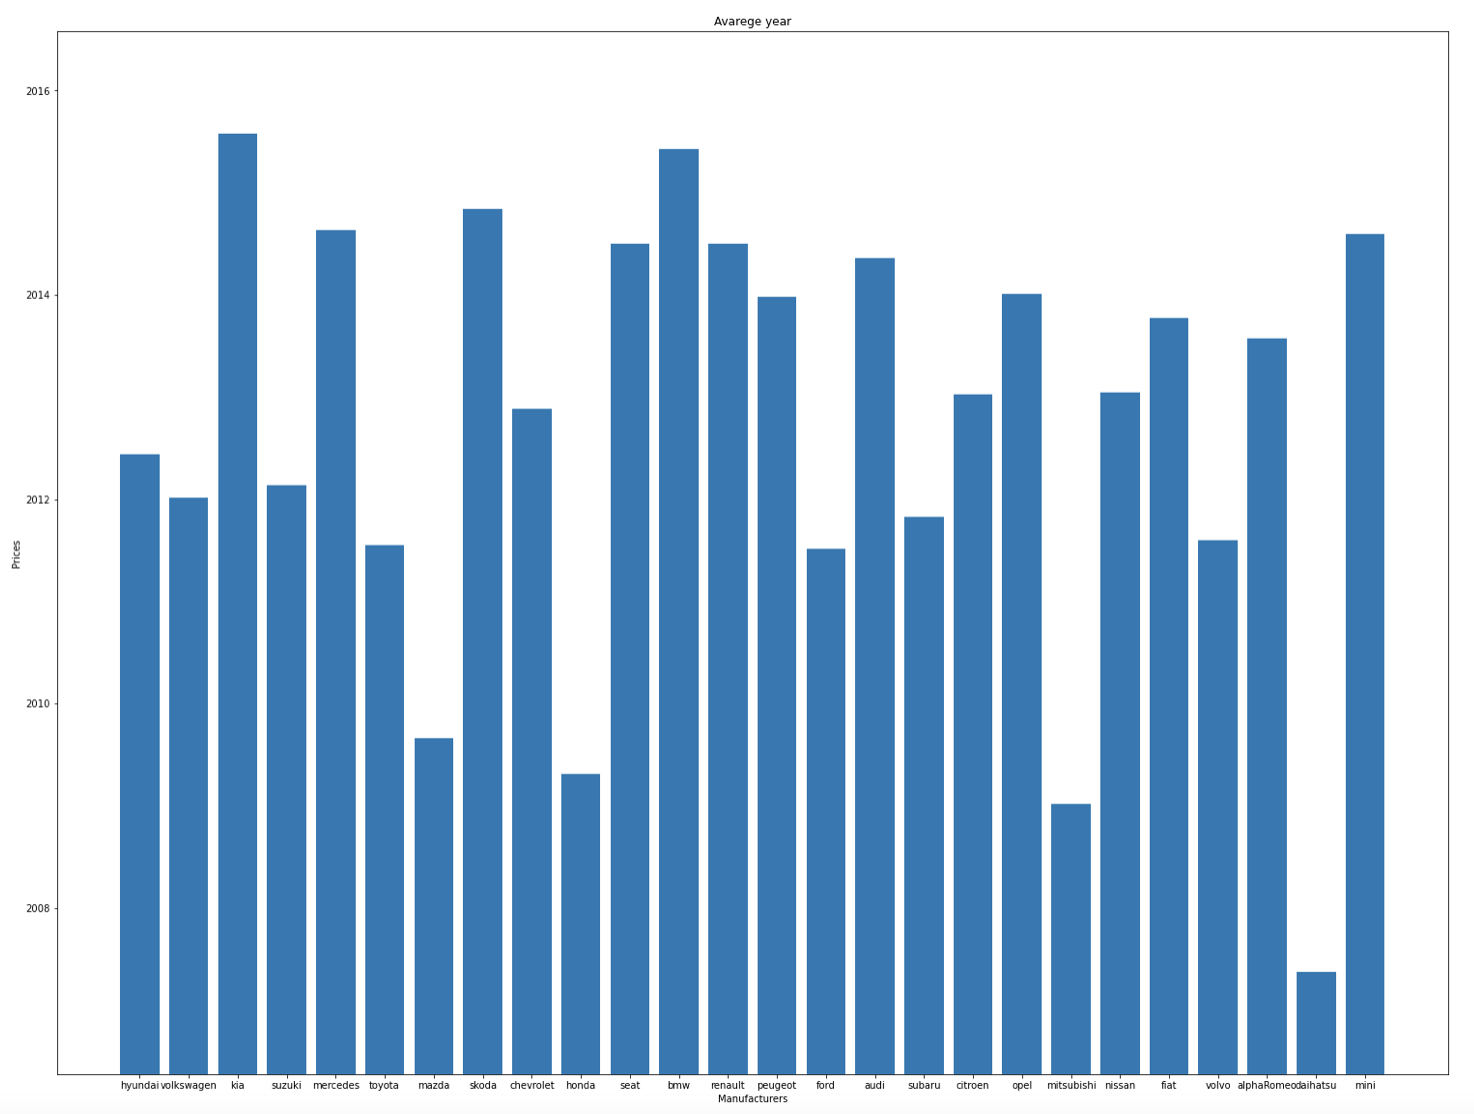 Avarege year
2016
2014
2012
2010
2008
Prices
hyundai volkswagen kia suzuki mercedes toyota mazda skoda chevrolet honda seat bmw renault peugeot ford audi subaru citroen opel mitsubishi nissan fiat volvo alphaRomeo daihatsu mini
Manufacturers